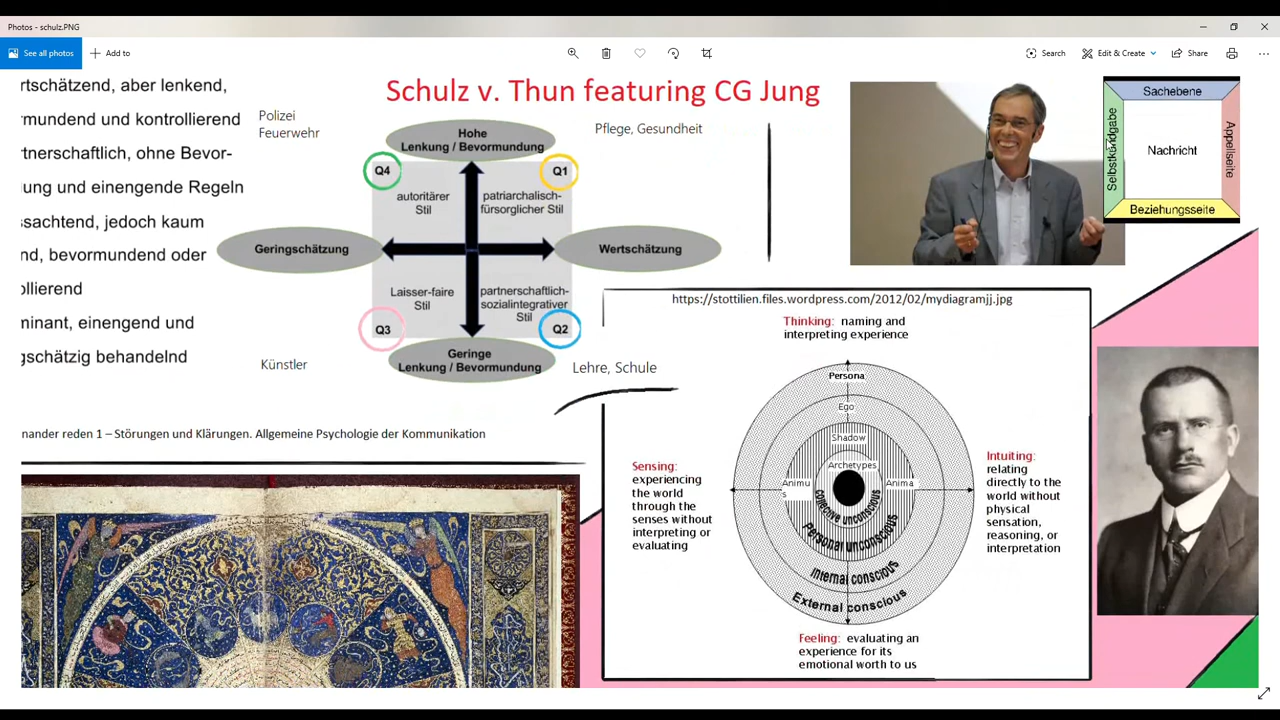 Photos - schulz.PNG
See all photos
Add to
Search
Edit & Create
Share
Schulz v. Thun featuring CG Jung
rtschätzend, aber lenkend,
rmundend und kontrollierend
rtnerschaftlich, ohne Bevor-
ung und einengende Regeln
ssachtend, jedoch kaum
nd, bevormundend oder
ollierend
minant, einengend und
gschätzig behandelnd
Polizei
Feuerwehr
Pflege, Gesundheit
Hohe
Lenkung / Bevormundung
Q4
Q1
autoritärer
Stil
patriarchalisch-
fürsorglicher Stil
Geringschätzung
Wertschätzung
Laisser-faire
Stil
partnerschaftlich-
sozialintegrativer
Stil
Q3
Q2
Geringe
Lenkung / Bevormundung
Künstler
Lehre, Schule
nander reden 1 – Störungen und Klärungen. Allgemeine Psychologie der Kommunikation
Sachebene
Selbstkundgabe
Nachricht
Appellseite
Beziehungsseite
https://stottilien.files.wordpress.com/2012/02/mydiagramjj.jpg
Thinking: naming and
interpreting experience
Persona
Ego
Shadow
Archetypes
Animu
s
Anima
collective unconscious
Personal unconscious
Internal conscious
External conscious
Sensing:
experiencing
the world
through the
senses without
interpreting or
evaluating
Intuiting:
relating
directly to the
world without
physical
sensation,
reasoning, or
interpretation
Feeling: evaluating an
experience for its
emotional worth to us